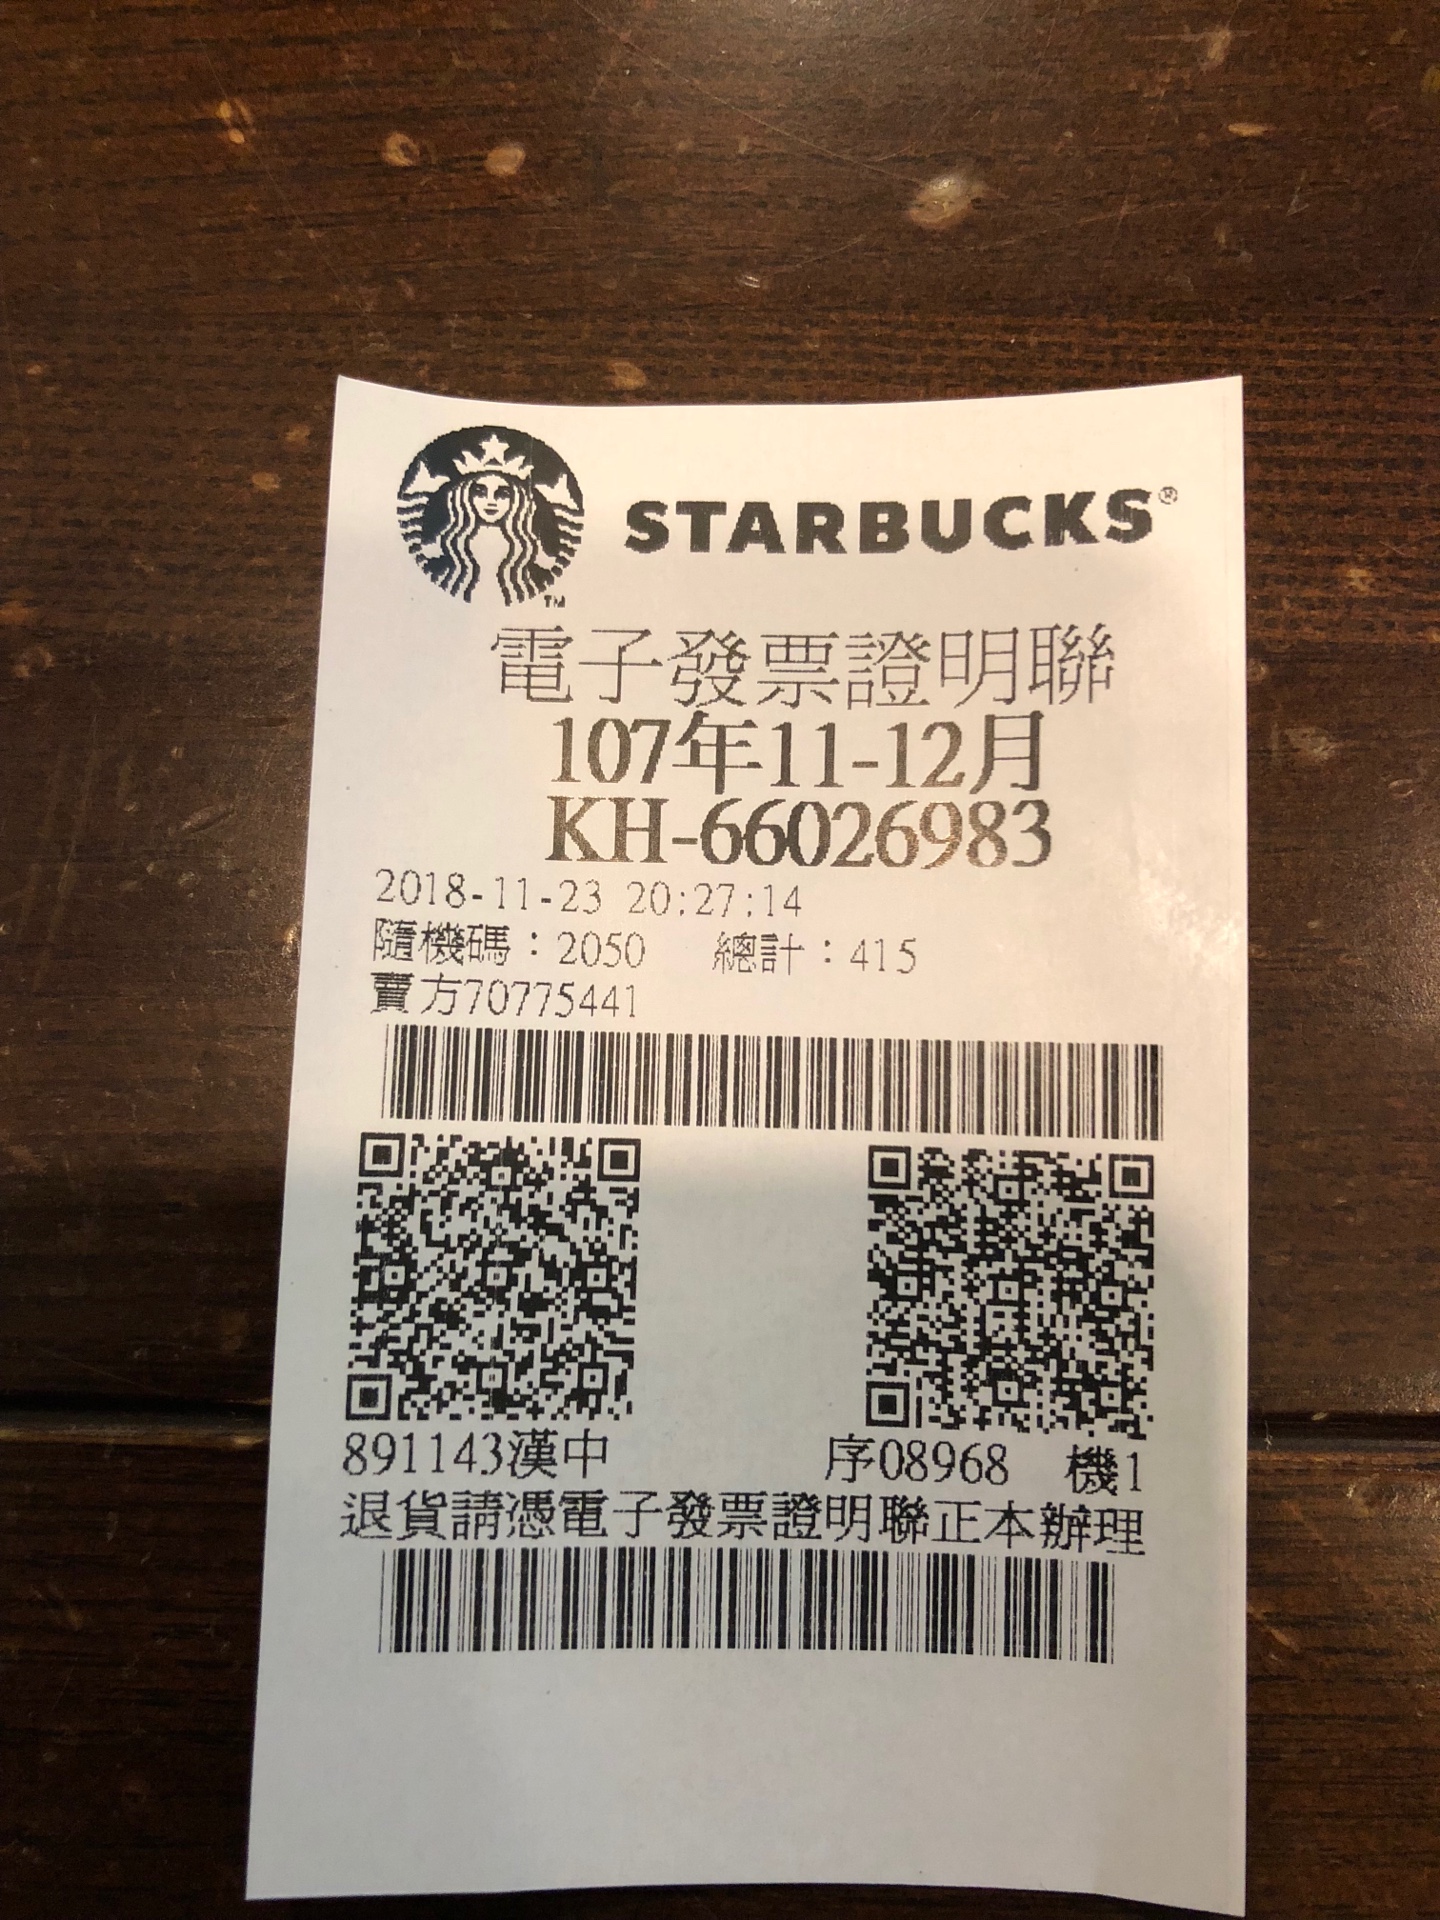 STARBUCKS®
TM
電子發票證明聯
107年11-12月
KH-66026983
2018-11-23 20:27:14
隨機碼：2050 總計：415
賣方70775441
891143漢中 序08968 機1
退貨請憑電子發票證明聯正本辦理